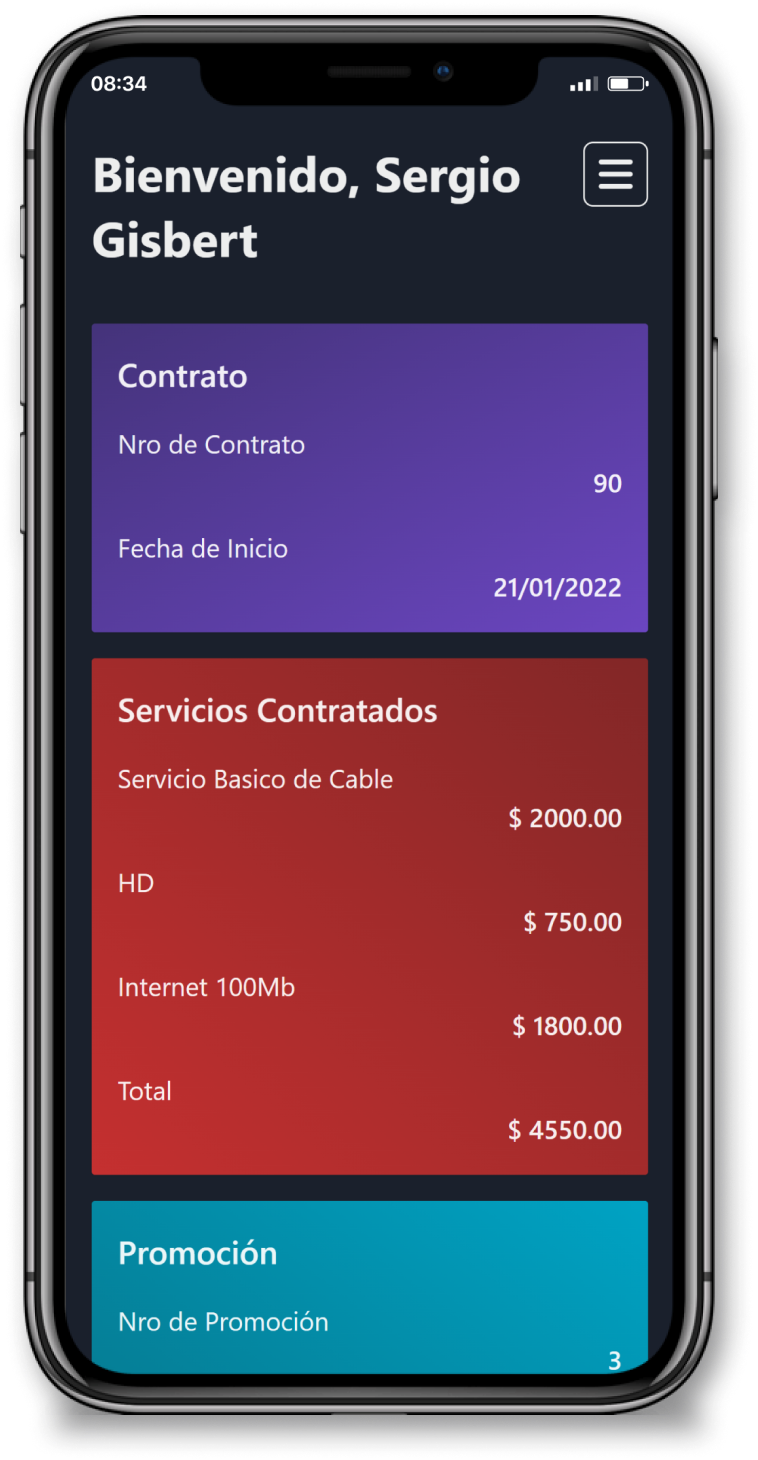 08:34
Bienvenido, Sergio
Gisbert
Contrato
Nro de Contrato
90
Fecha de Inicio
21/01/2022
Servicios Contratados
Servicio Basico de Cable
$ 2000.00
HD
$ 750.00
Internet 100Mb
$ 1800.00
Total
$ 4550.00
Promoción
Nro de Promoción
3